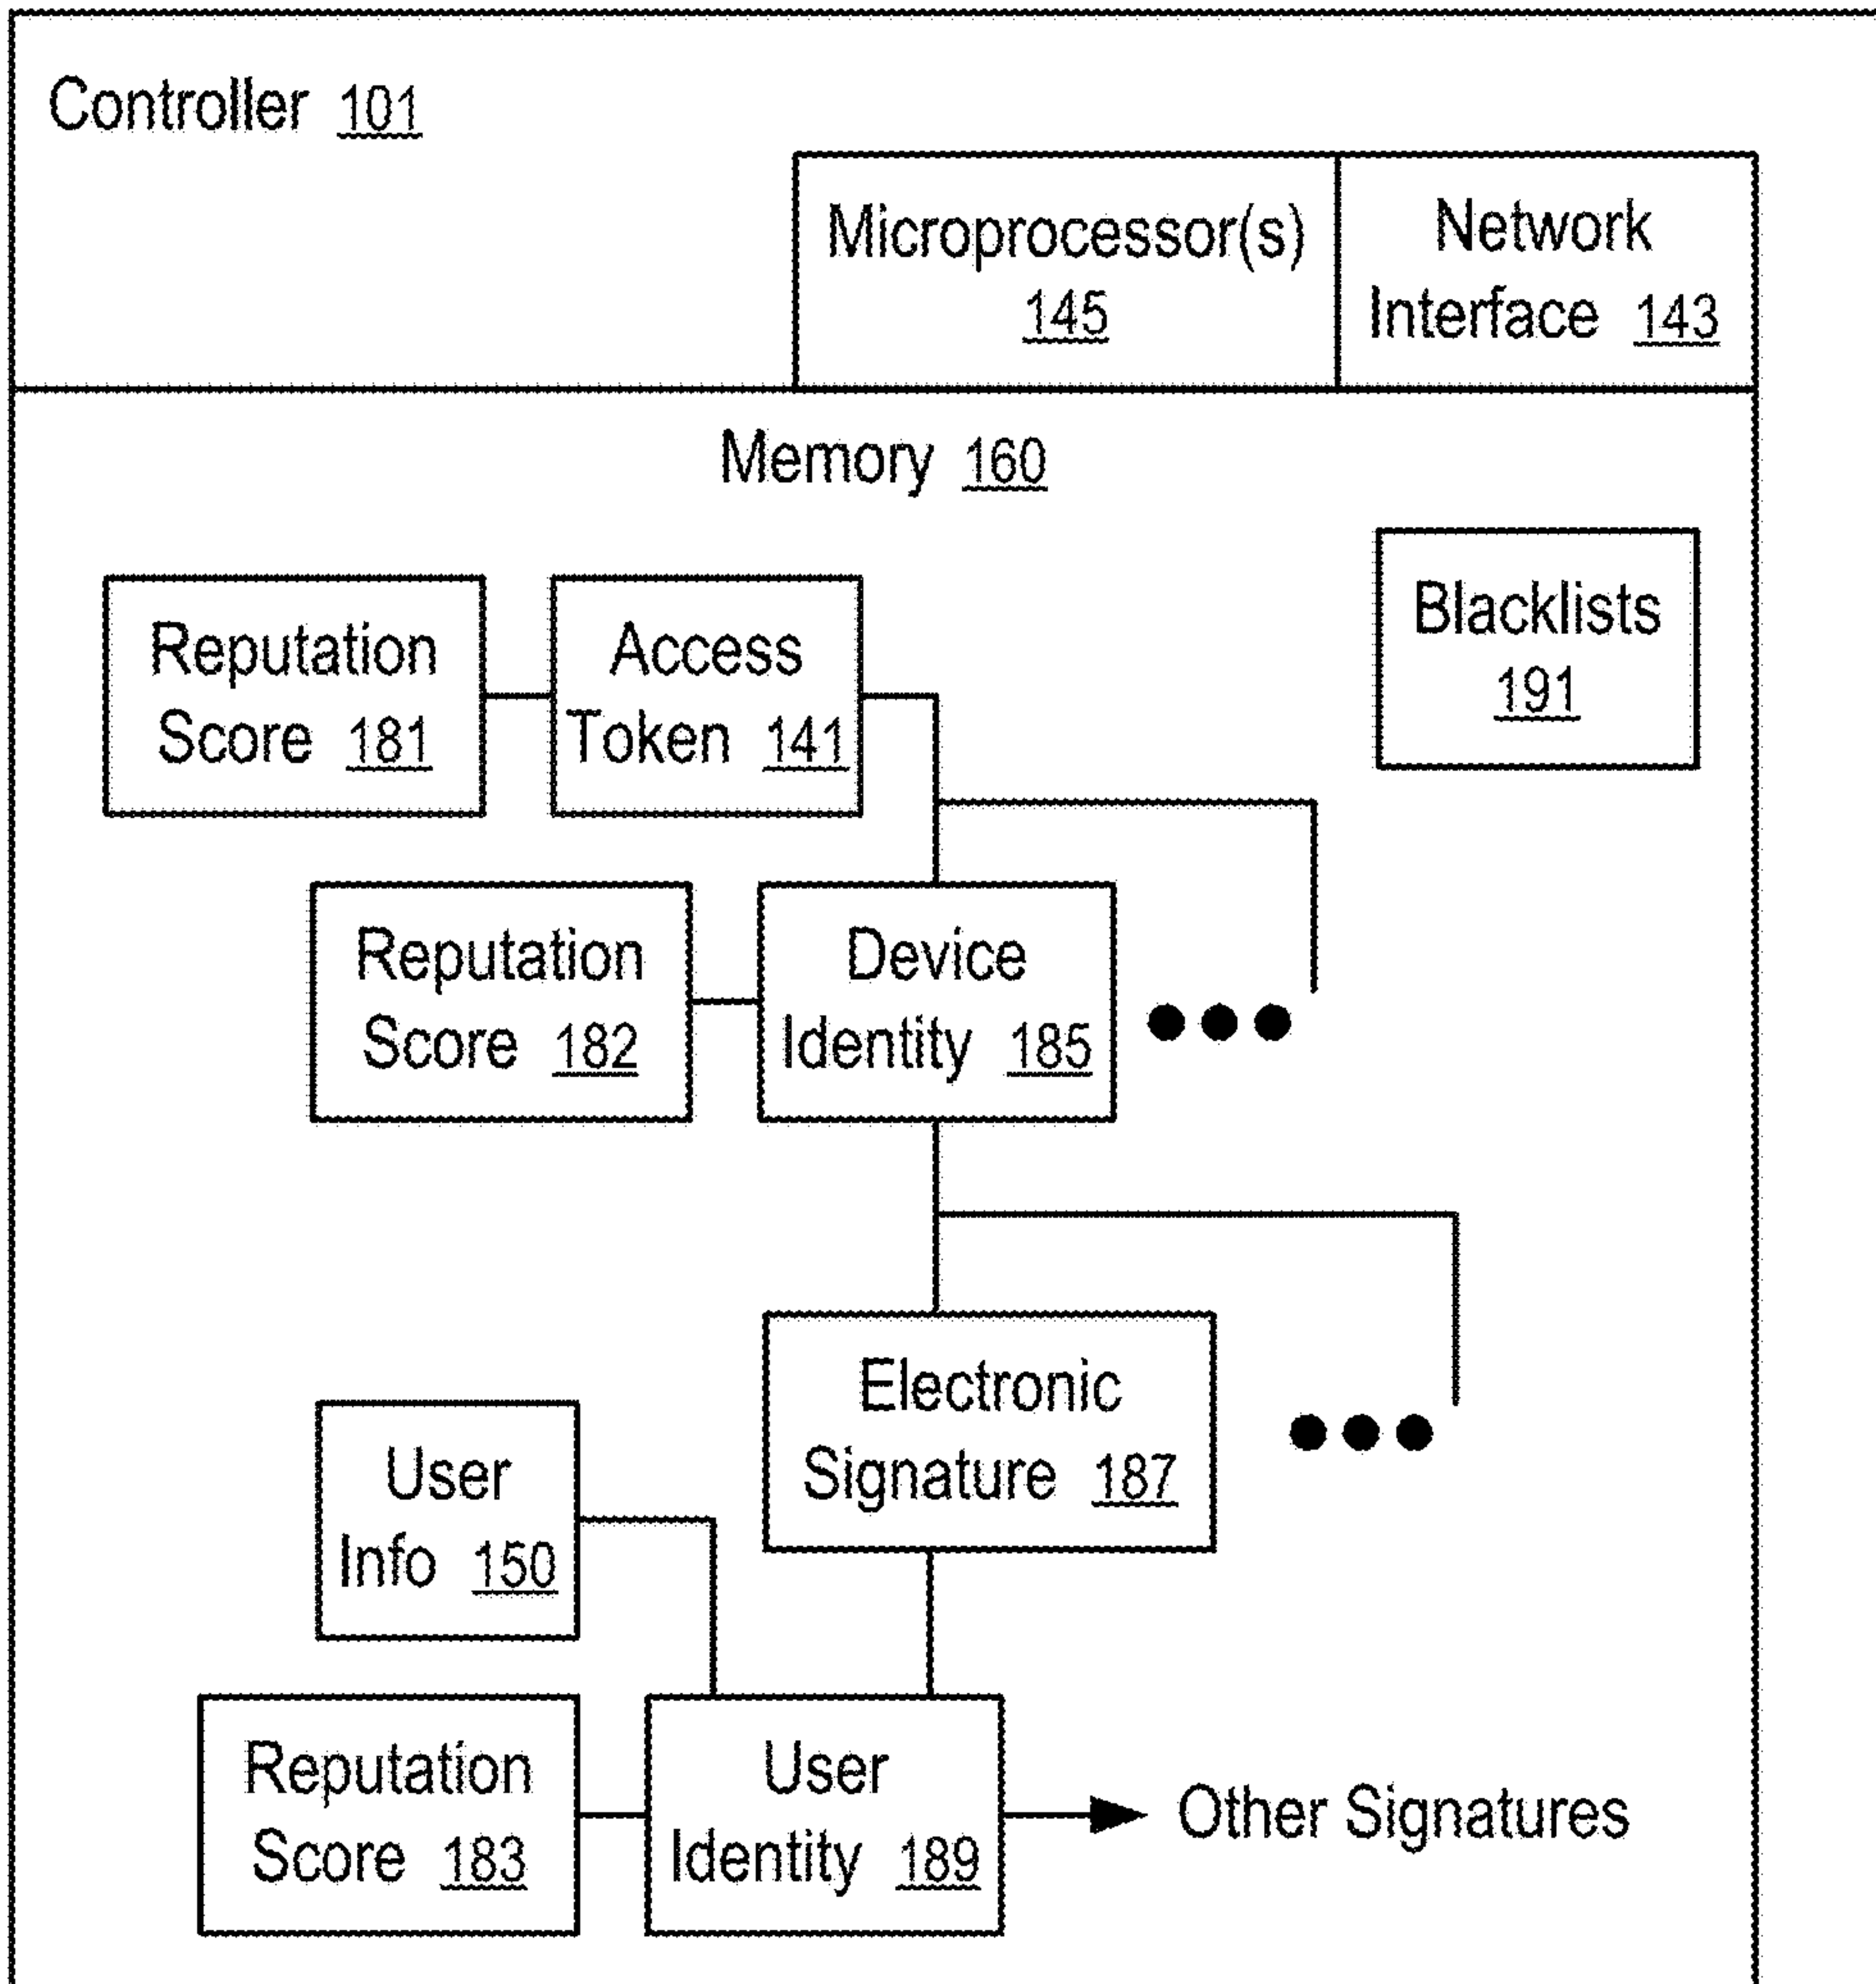 Controller 101
Microprocessor(s)
145
Network
Interface 143
Memory 160
Blacklists
191
Reputation
Score 181
Access
Token 141
Reputation
Score 182
Device
Identity 185
Electronic
Signature 187
User
Info 150
Reputation
Score 183
User
Identity 189
Other Signatures